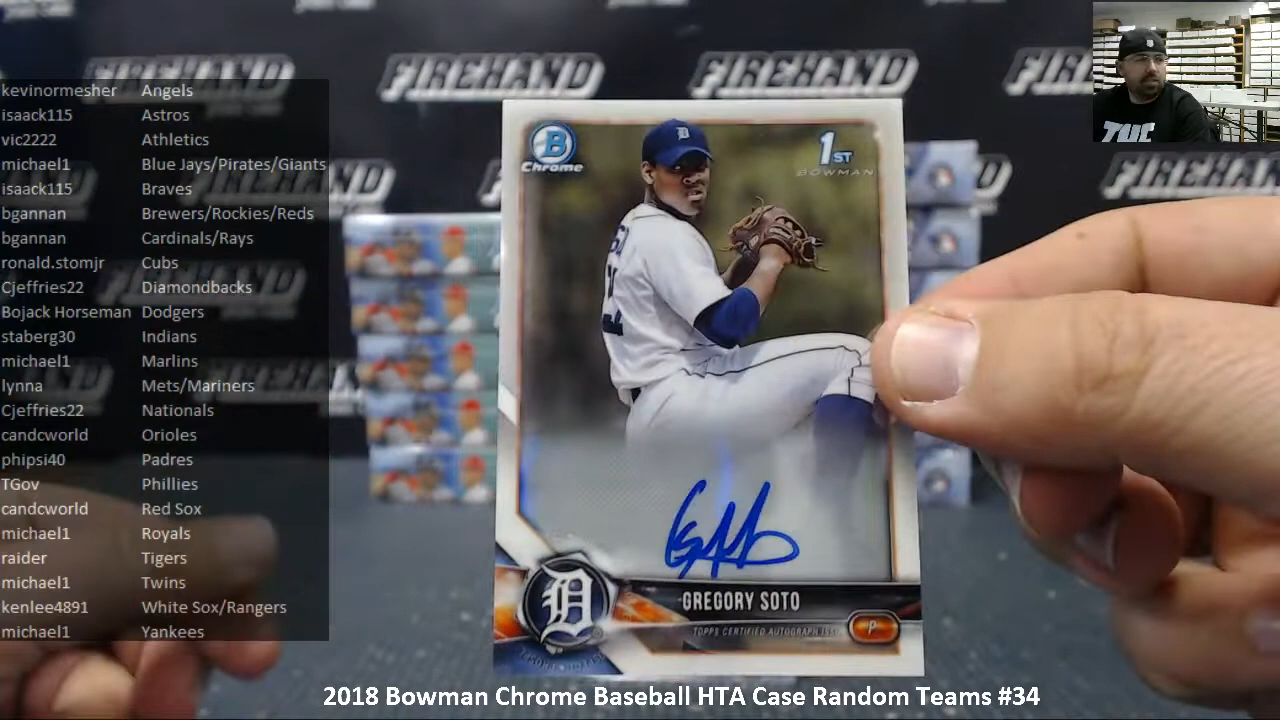 FIREHAND FIREHAND FIREHAND
kevinormesher Angels
isaack115 Astros
vic2222 Athletics
michael1 Blue Jays/Pirates/Giants
isaack115 Braves
bgannan Brewers/Rockies/Reds
bgannan Cardinals/Rays
ronald.stomjr Cubs
Cjeffries22 Diamondbacks
Bojack Horseman Dodgers
staberg30 Indians
michael1 Marlins
lynna Mets/Mariners
Cjeffries22 Nationals
candcworld Orioles
phipsi40 Padres
TGov Phillies
candcworld Red Sox
michael1 Royals
raider Tigers
michael1 Twins
kenlee4891 White Sox/Rangers
michael1 Yankees
B
Chrome
1ST
BOWMAN
D
GREGORY SOTO
TOPPS CERTIFIED AUTOGRAPH
P
THE
2018 Bowman Chrome Baseball HTA Case Random Teams #34